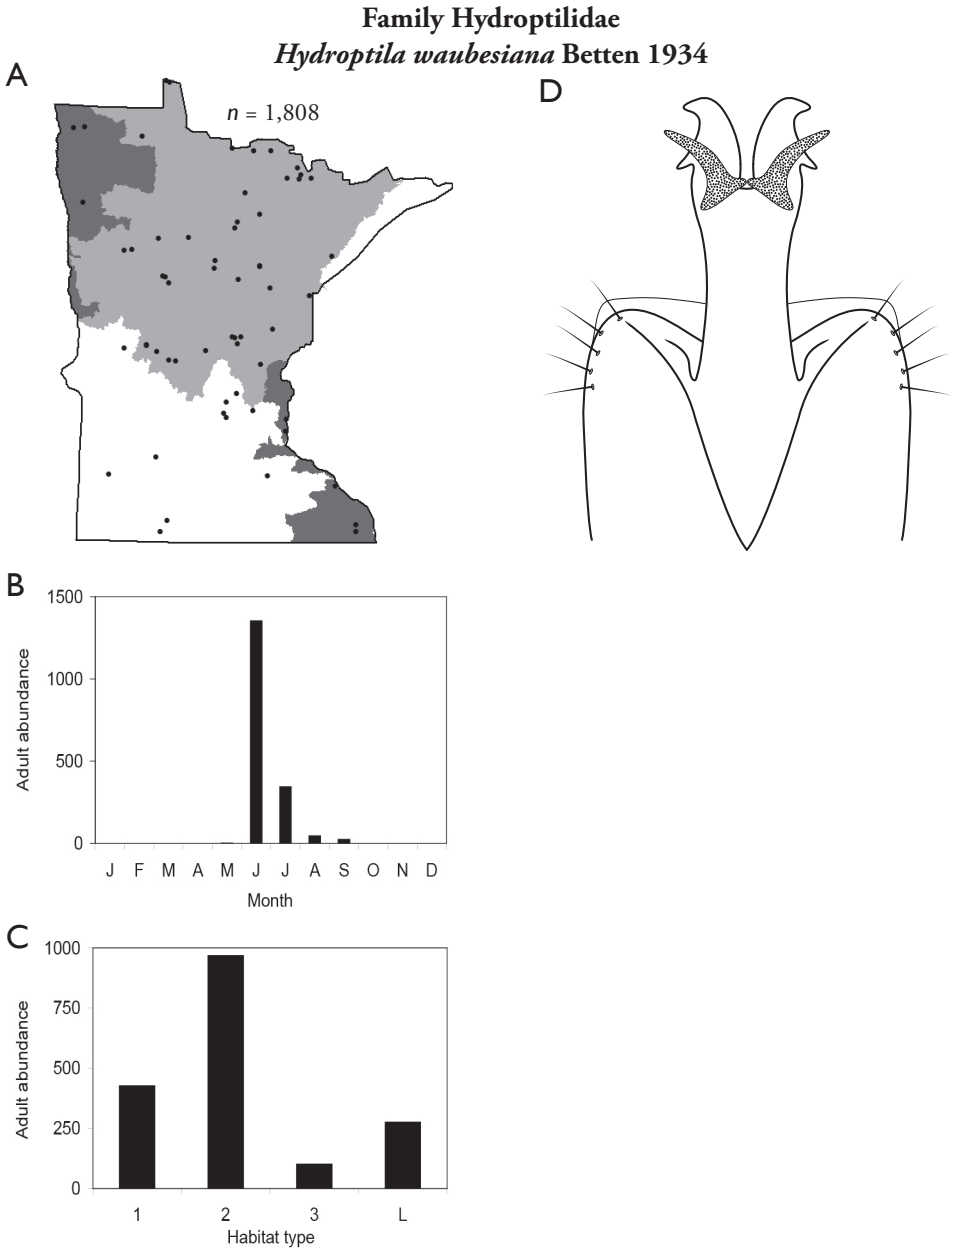 Family Hydroptilidae
Hydroptila waubesiana Betten 1934
A
n = 1,808
D
B
1500
1000
500
0
Adult abundance
J F M A M J J A S O N D
Month
C
1000
750
500
250
0
Adult abundance
1 2 3 L
Habitat type